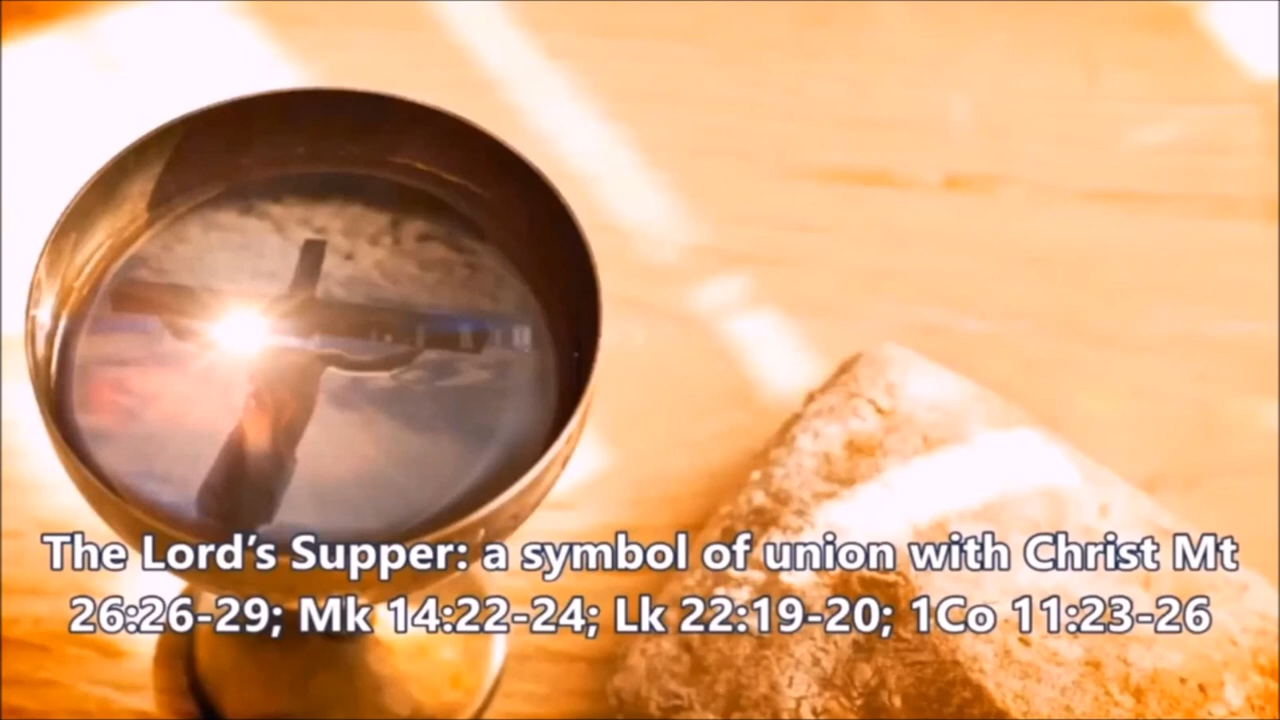 The Lord’s Supper: a symbol of union with Christ Mt
26:26-29; Mk 14:22-24; Lk 22:19-20; 1Co 11:23-26